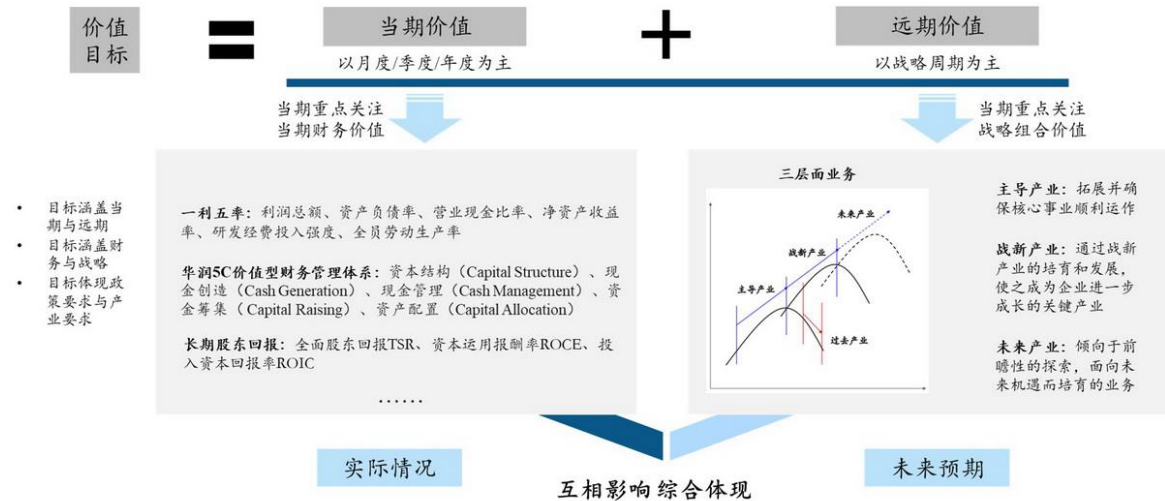 价值
目标
当期价值
远期价值
以月度/季度/年度为主
以战略周期为主
当期重点关注
当期财务价值
当期重点关注
战略组合价值
• 目标涵盖当
期与远期
• 目标涵盖财
务与战略
• 目标体现政
策要求与产
业要求
一利五率：利润总额、资产负债率、营业现金比率、净资产收益
率、研发经费投入强度、全员劳动生产率
华润5C价值型财务管理体系：资本结构（Capital Structure）、现
金创造（Cash Generation）、现金管理（Cash Management）、资
金筹集（ Capital Raising）、资产配置（Capital Allocation）
长期股东回报：全面股东回报TSR、资本运用报酬率ROCE、投
入资本回报率ROIC
……
三层面业务
未来产业
战新产业
主导产业
过去产业
主导产业：拓展并确
保核心事业顺利运作
战新产业：通过战新
产业的培育和发展，
使之成为企业进一步
成长的关键产业
未来产业：倾向于前
瞻性的探索，面向未
来机遇而培育的业务
实际情况
未来预期
互相影响 综合体现